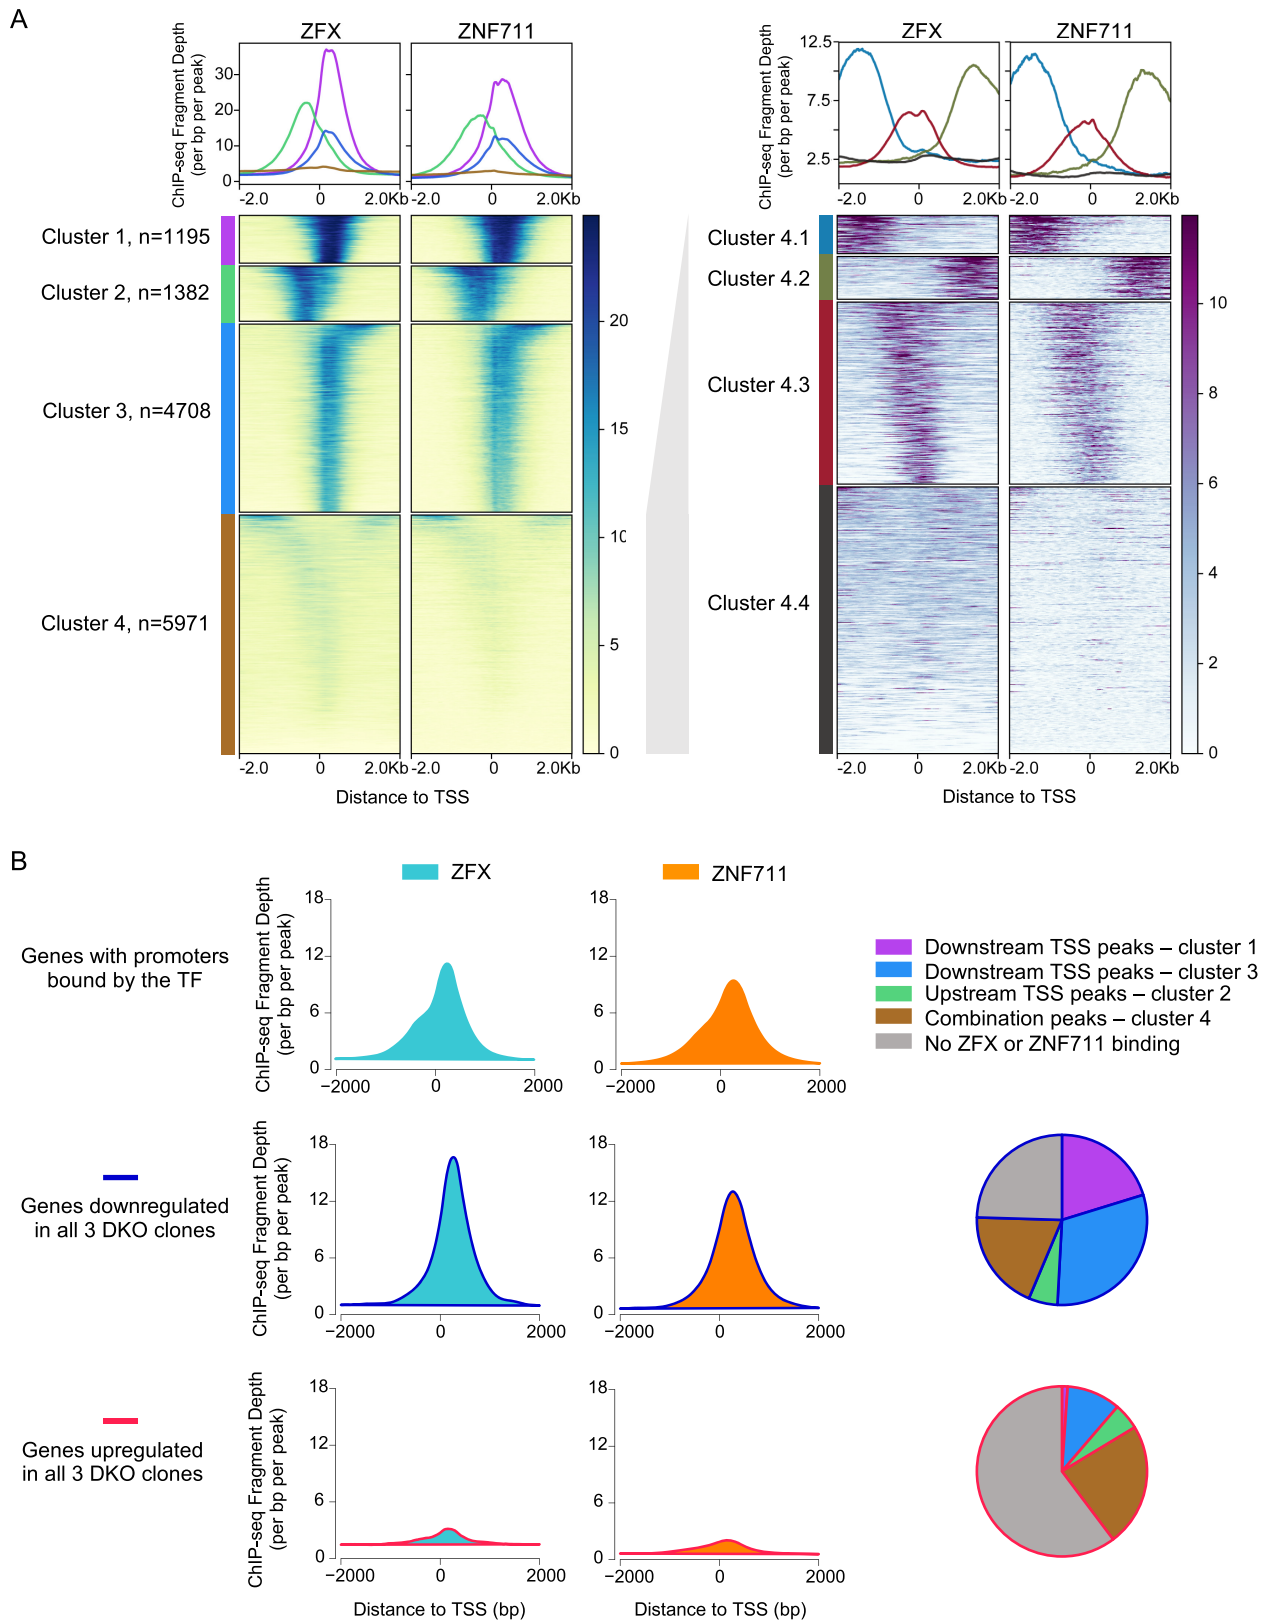 A
ZFX
ZNF711
ChIP-seq Fragment Depth
(per bp per peak)
30
20
10
0
-2.0
0
2.0
0
2.0
Cluster 1, n=1195
Cluster 2, n=1382
Cluster 3, n=4708
Cluster 4, n=5971
20
15
10
5
0
-2.0
0
2.0Kb
-2.0
0
2.0Kb
Distance to TSS
ZFX
ZNF711
ChIP-seq Fragment Depth
(per bp per peak)
12.5
7.5
2.5
-2.0
0
2.0Kb
0
2.0Kb
Cluster 4.1
Cluster 4.2
Cluster 4.3
Cluster 4.4
10
8
6
4
2
0
-2.0
0
2.0Kb
-2.0
0
2.0Kb
Distance to TSS
B
ZFX
ZNF711
Genes with promoters
bound by the TF
ChIP-seq Fragment Depth
(per bp per peak)
18
12
6
0
−2000
0
2000
18
12
6
0
−2000
0
2000
Downstream TSS peaks – cluster 1
Downstream TSS peaks – cluster 3
Upstream TSS peaks – cluster 2
Combination peaks – cluster 4
No ZFX or ZNF711 binding
Genes downregulated
in all 3 DKO clones
ChIP-seq Fragment Depth
(per bp per peak)
18
12
6
0
−2000
0
2000
18
12
6
0
−2000
0
2000
Genes upregulated
in all 3 DKO clones
ChIP-seq Fragment Depth
(per bp per peak)
18
12
6
0
−2000
0
2000
18
12
6
0
−2000
0
2000
Distance to TSS (bp)
Distance to TSS (bp)